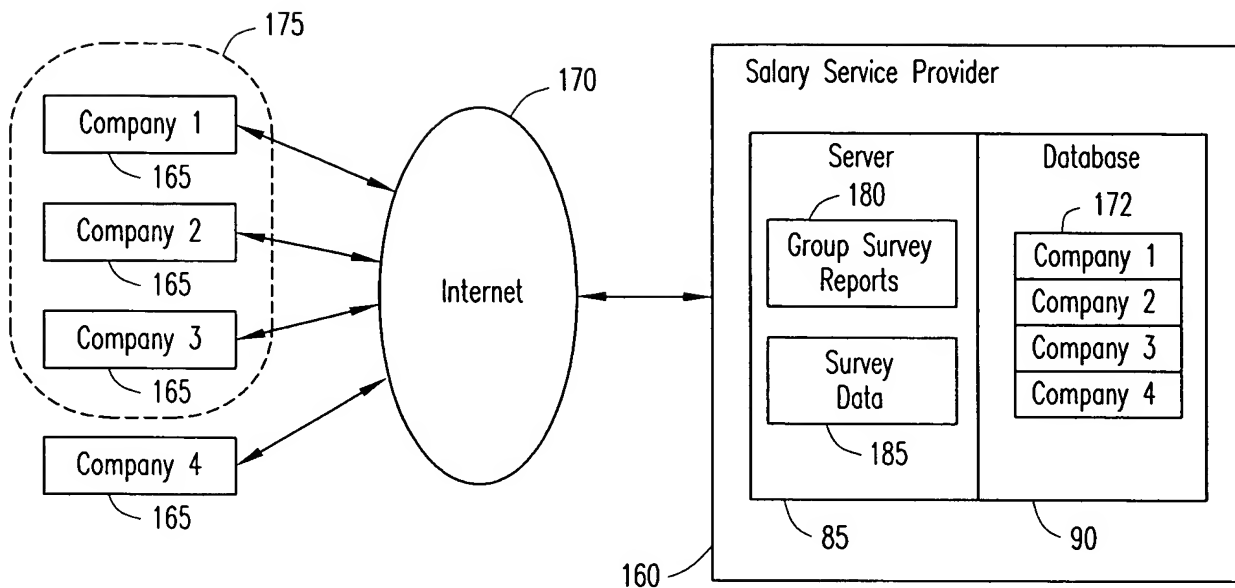 175
Company 1
165
Company 2
165
Company 3
165
Company 4
165
170
Internet
Salary Service Provider
Server
180
Group Survey
Reports
Survey
Data
185
Database
172
Company 1
Company 2
Company 3
Company 4
160
85
90